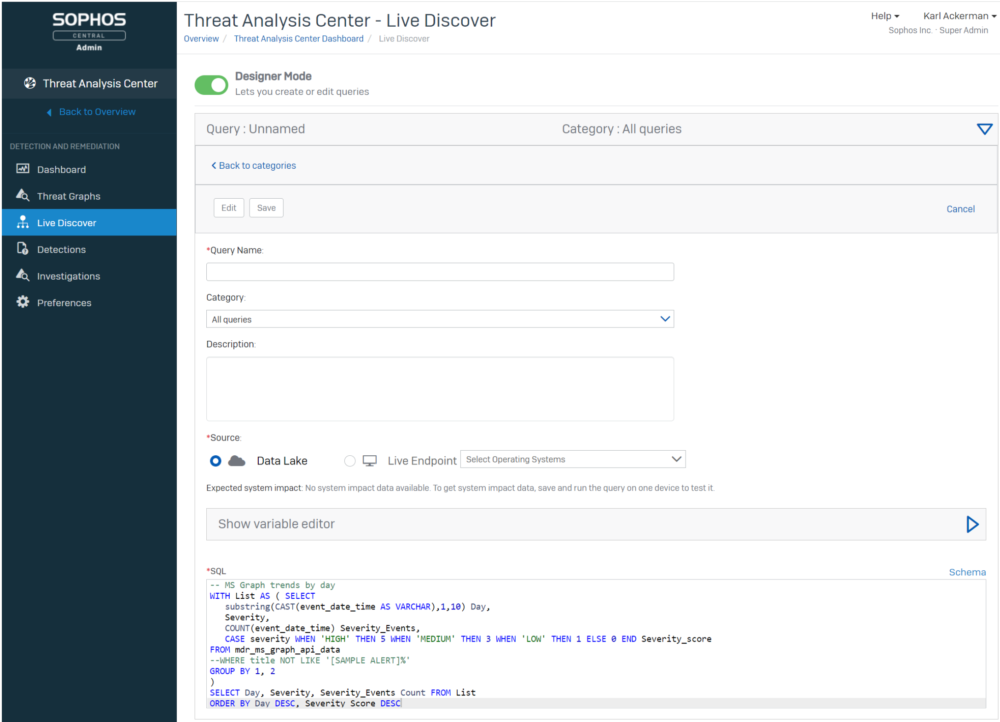 SOPHOS
CENTRAL
Admin
Threat Analysis Center
Back to Overview
DETECTION AND REMEDIATION
Dashboard
Threat Graphs
Live Discover
Detections
Investigations
Preferences
Threat Analysis Center - Live Discover
Overview / Threat Analysis Center Dashboard / Live Discover
Help
Karl Ackerman
Sophos Inc. · Super Admin
Designer Mode
Lets you create or edit queries
Query : Unnamed
Category : All queries
Back to categories
Edit
Save
Cancel
*Query Name:
Category:
All queries
Description:
*Source:
Data Lake
Live Endpoint
Select Operating Systems
Expected system impact: No system impact data available. To get system impact data, save and run the query on one device to test it.
Show variable editor
*SQL
Schema
-- MS Graph trends by day
WITH List AS ( SELECT
substring(CAST(event_date_time AS VARCHAR),1,10) Day,
Severity,
COUNT(event_date_time) Severity_Events,
CASE severity WHEN 'HIGH' THEN 5 WHEN 'MEDIUM' THEN 3 WHEN 'LOW' THEN 1 ELSE 0 END Severity_score
FROM mdr_ms_graph_api_data
--WHERE title NOT LIKE '[SAMPLE ALERT]%'
GROUP BY 1, 2
)
SELECT Day, Severity, Severity_Events Count FROM List
ORDER BY Day DESC, Severity_Score DESC